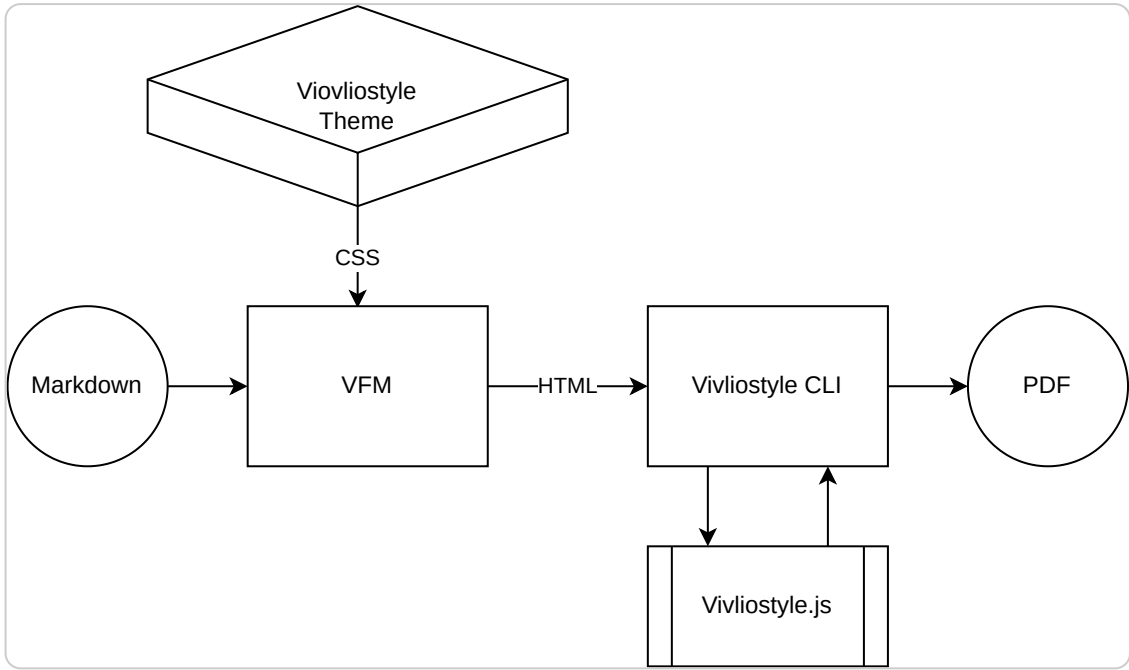 Viovliostyle
Theme
CSS
Markdown
VFM
HTML
Vivliostyle CLI
PDF
Vivliostyle.js